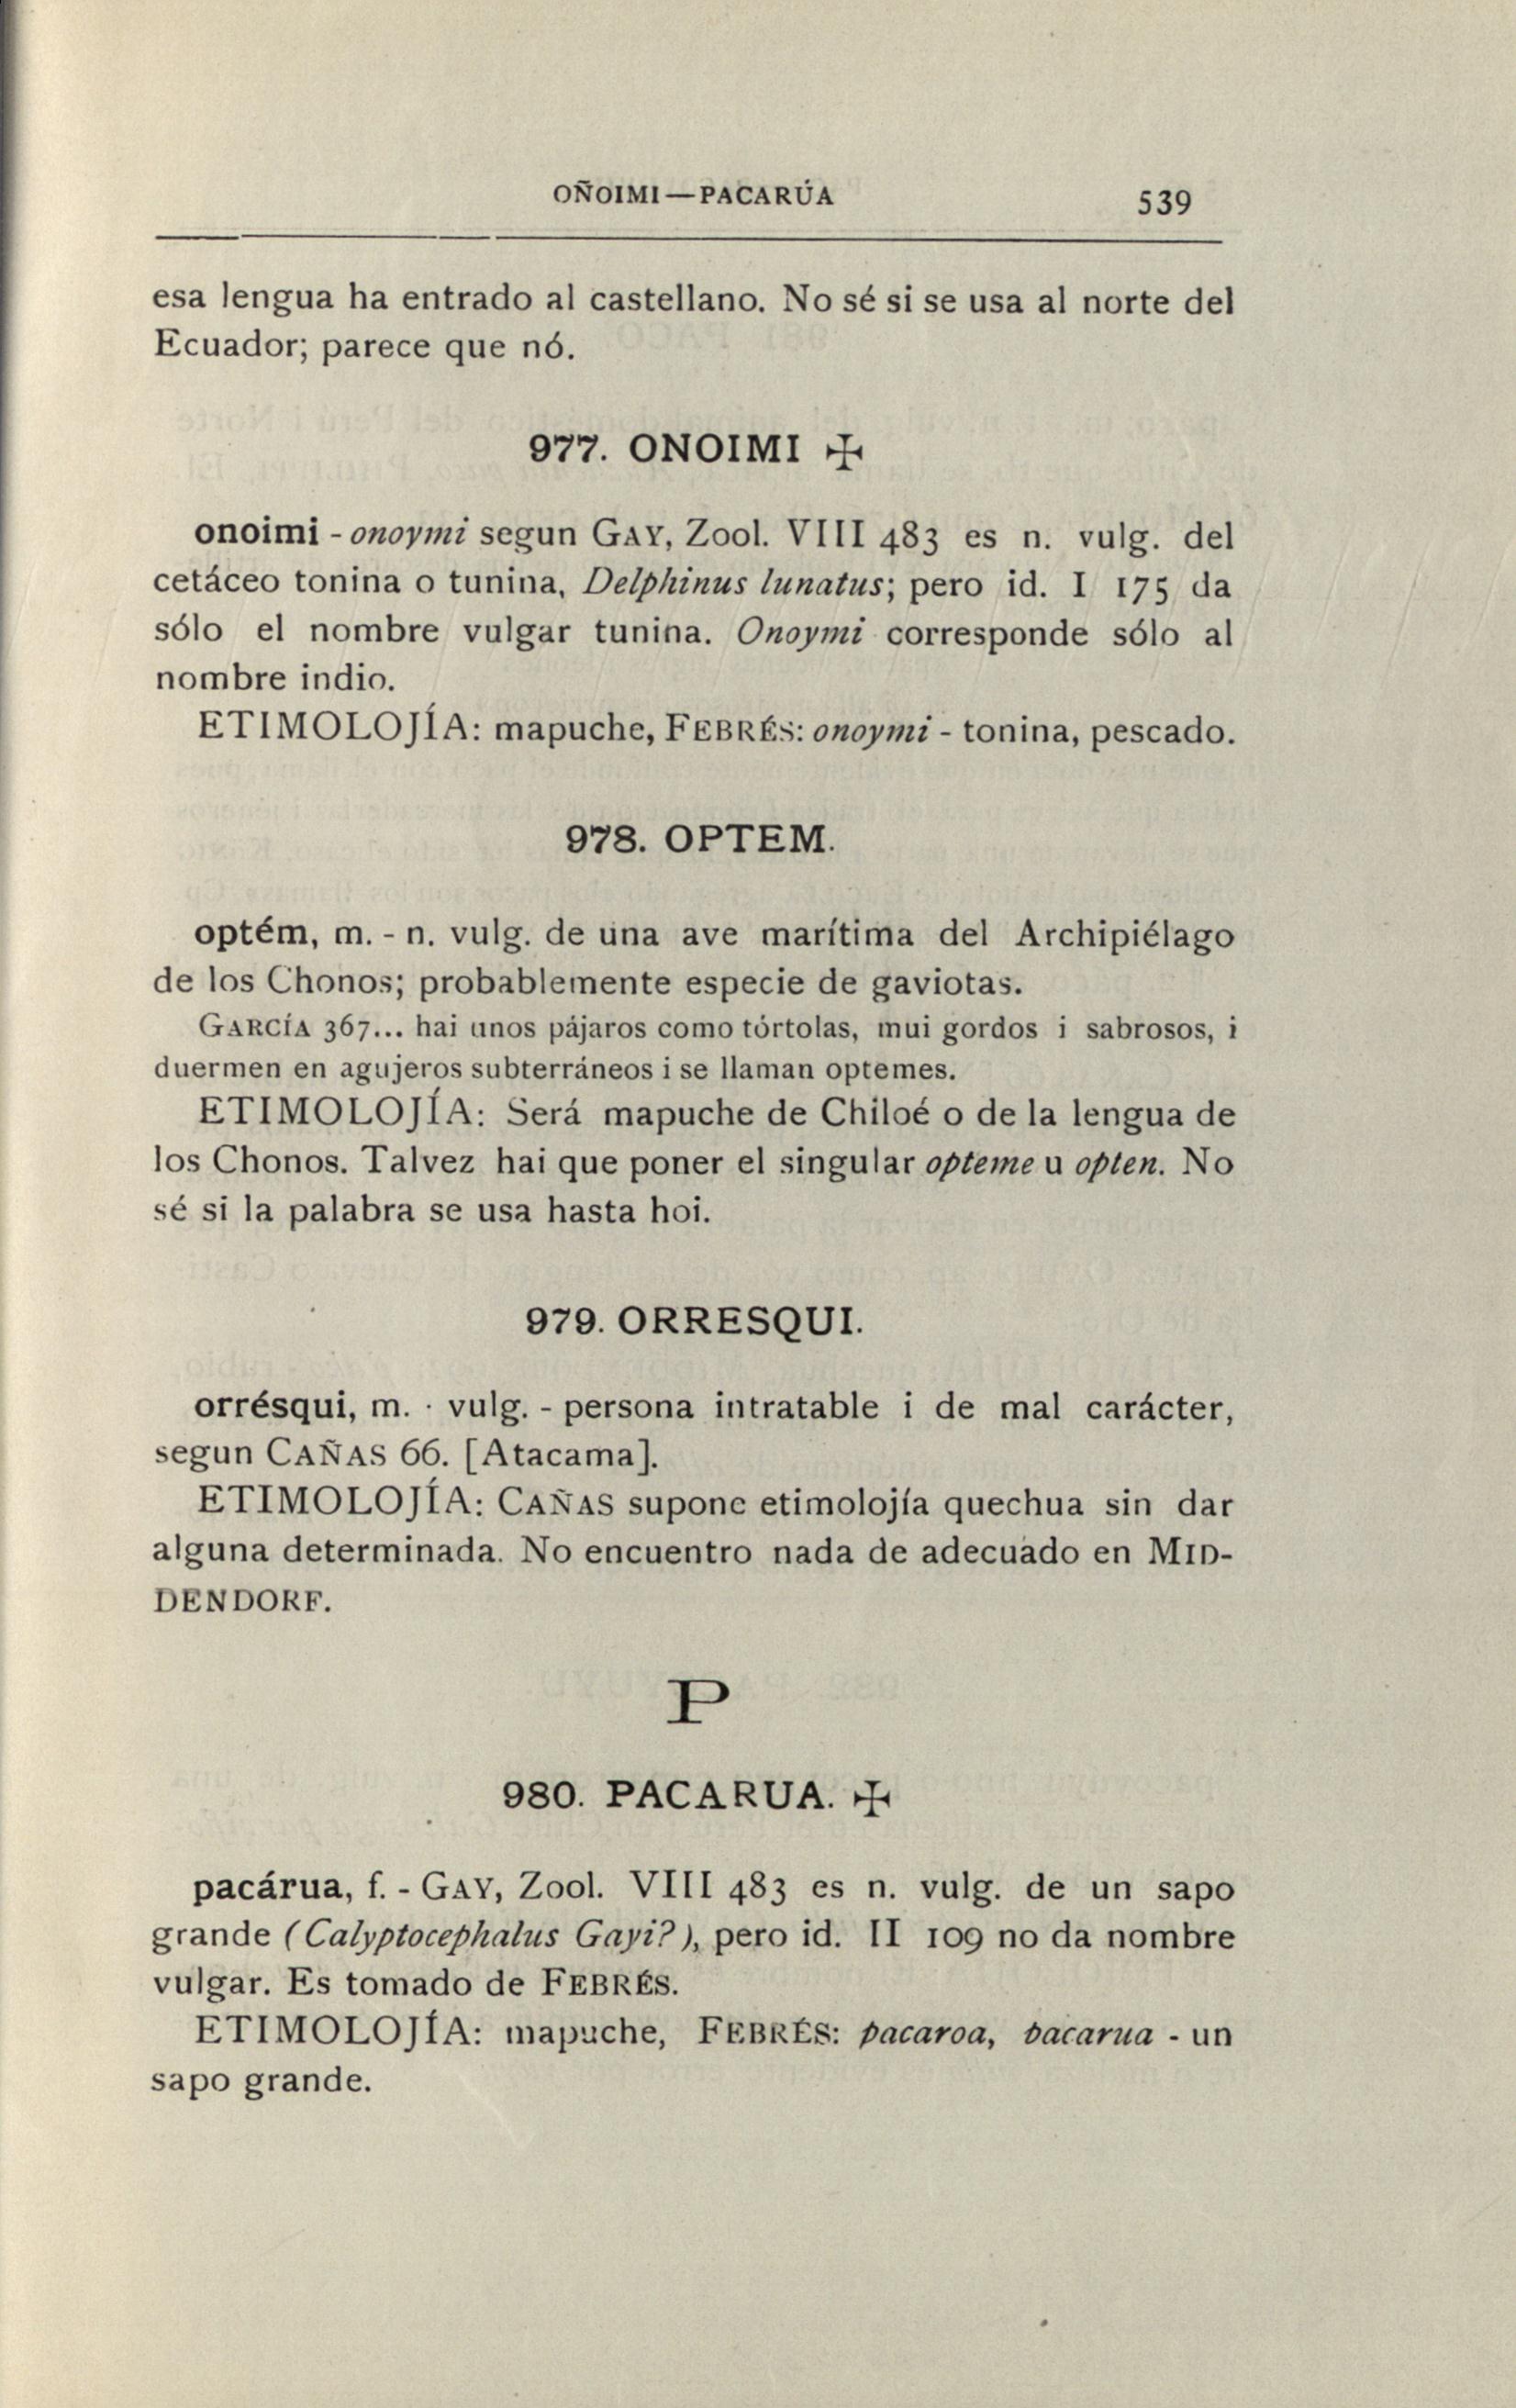 OÑOIMI—PACARÚA 539
esa lengua ha entrado al castellano. No sé si se usa al norte del
Ecuador; parece que nó.
977. ONOIMI ✠
onoimi - onoymi segun GAY, Zool. VIII 483 es n. vulg. del
cetáceo tonina o tunina, Delphinus lunatus; pero id. I 175 da
sólo el nombre vulgar tunina. Onoymi corresponde sólo al
nombre indio.
ETIMOLOJÍA: mapuche, FEBRÉS: onoymi - tonina, pescado.
978. OPTEM.
optém, m. - n. vulg. de una ave marítima del Archipiélago
de los Chonos; probablemente especie de gaviotas.
GARCÍA 367... hai unos pájaros como tórtolas, mui gordos i sabrosos, i
duermen en agujeros subterráneos i se llaman optemes.
ETIMOLOJÍA: Será mapuche de Chiloé o de la lengua de
los Chonos. Talvez hai que poner el singular opteme u opten. No
sé si la palabra se usa hasta hoi.
979. ORRESQUI.
orrésqui, m. · vulg. - persona intratable i de mal carácter,
segun CAÑAS 66. [Atacama].
ETIMOLOJÍA: CAÑAS supone etimolojía quechua sin dar
alguna determinada. No encuentro nada de adecuado en MID-
DENDORF.
P
980. PACARUA. ✠
pacárua, f. - GAY, Zool. VIII 483 es n. vulg. de un sapo
grande (Calyptocephalus Gayi?), pero id. II 109 no da nombre
vulgar. Es tomado de FEBRÉS.
ETIMOLOJÍA: mapuche, FEBRÉS: pacaroa, pacarua - un
sapo grande.